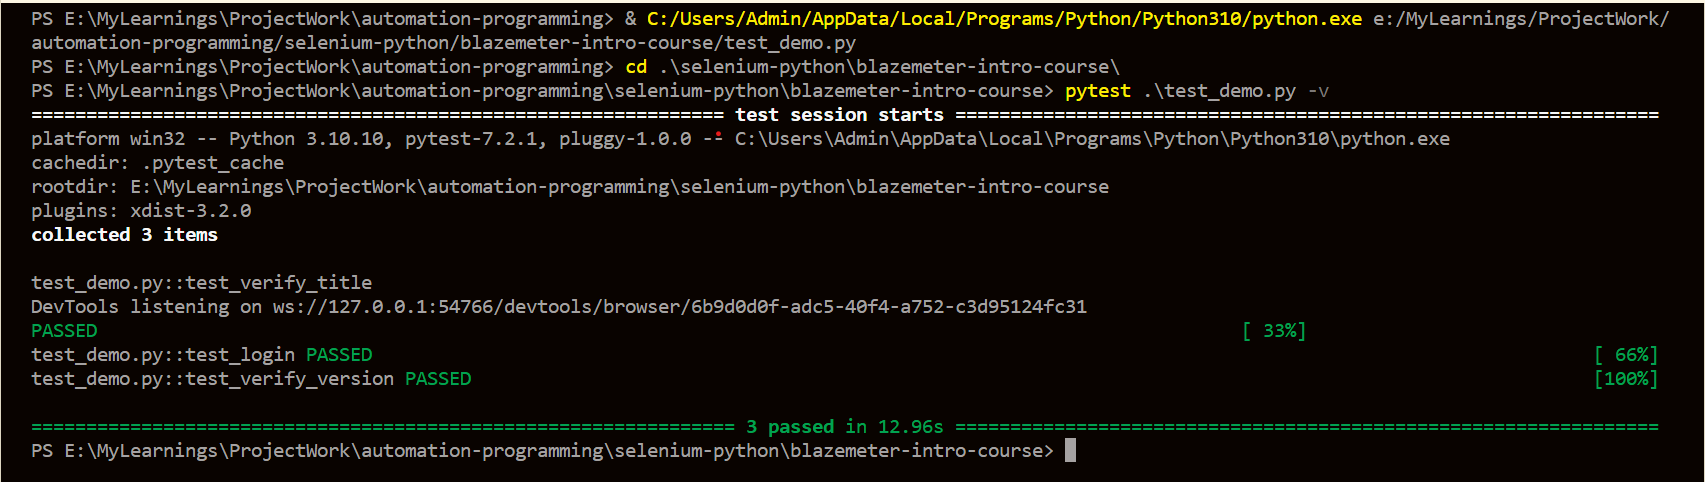 PS E:\MyLearnings\ProjectWork\automation-programming> & C:/Users/Admin/AppData/Local/Programs/Python/Python310/python.exe e:/MyLearnings/ProjectWork/
automation-programming/selenium-python/blazemeter-intro-course/test_demo.py
PS E:\MyLearnings\ProjectWork\automation-programming> cd .\selenium-python\blazemeter-intro-course\
PS E:\MyLearnings\ProjectWork\automation-programming\selenium-python\blazemeter-intro-course> pytest .\test_demo.py -v
=============================================================== test session starts ================================================================
platform win32 -- Python 3.10.10, pytest-7.2.1, pluggy-1.0.0 -- C:\Users\Admin\AppData\Local\Programs\Python\Python310\python.exe
cachedir: .pytest_cache
rootdir: E:\MyLearnings\ProjectWork\automation-programming\selenium-python\blazemeter-intro-course
plugins: xdist-3.2.0
collected 3 items
test_demo.py::test_verify_title
DevTools listening on ws://127.0.0.1:54766/devtools/browser/6b9d0d0f-adc5-40f4-a752-c3d95124fc31
PASSED [ 33%]
test_demo.py::test_login PASSED [ 66%]
test_demo.py::test_verify_version PASSED [100%]
================================================================ 3 passed in 12.96s ================================================================
PS E:\MyLearnings\ProjectWork\automation-programming\selenium-python\blazemeter-intro-course>